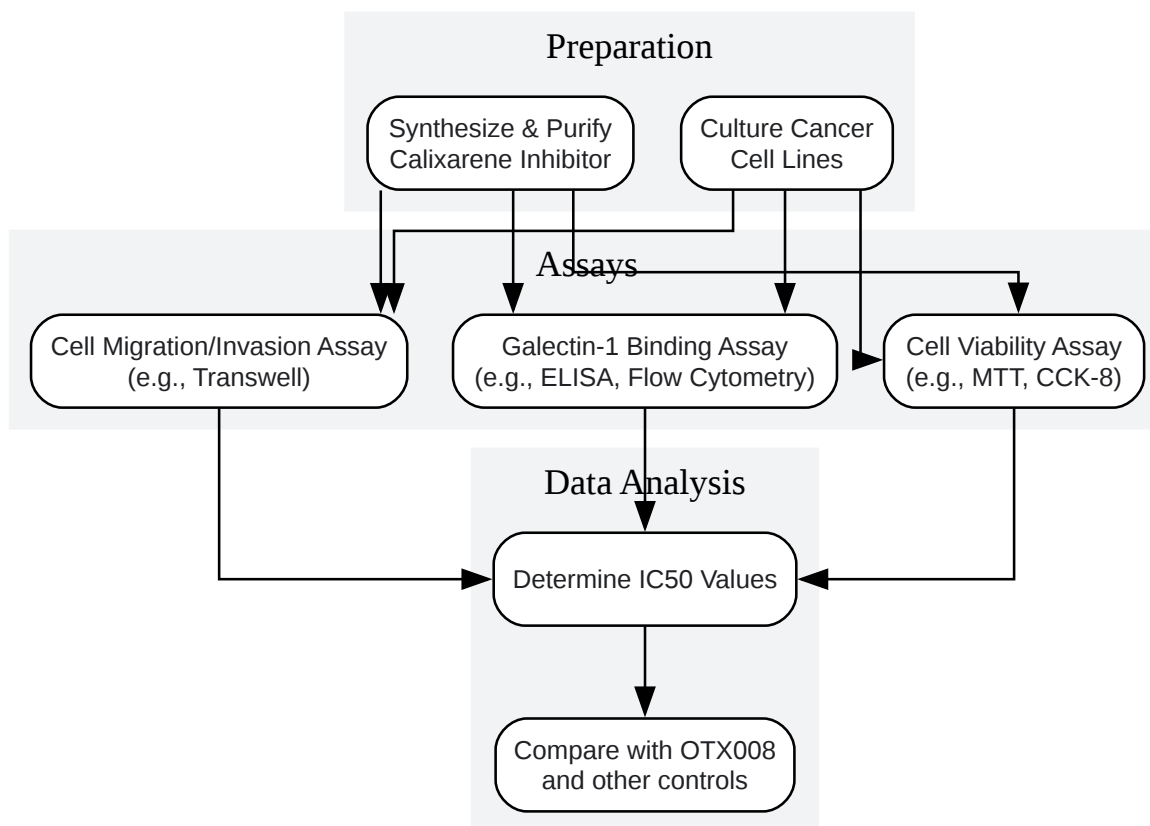 Preparation
Synthesize & Purify
Calixarene Inhibitor
Culture Cancer
Cell Lines
Assays
Cell Migration/Invasion Assay
(e.g., Transwell)
Galectin-1 Binding Assay
(e.g., ELISA, Flow Cytometry)
Cell Viability Assay
(e.g., MTT, CCK-8)
Data Analysis
Determine IC50 Values
Compare with OTX008
and other controls